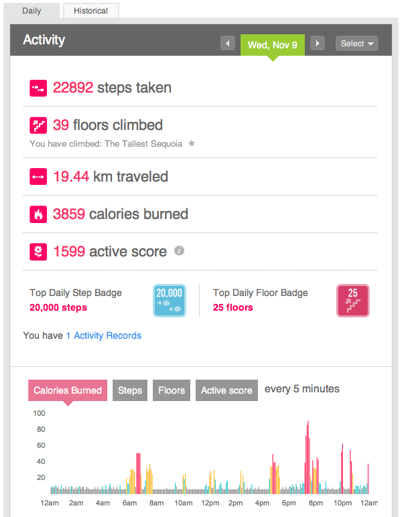 Daily Historical
Activity Wed, Nov 9 Select
22892 steps taken
39 floors climbed
You have climbed: The Tallest Sequoia
19.44 km traveled
3859 calories burned
1599 active score i
Top Daily Step Badge 20,000 Top Daily Floor Badge 25
20,000 steps 25 floors
You have 1 Activity Records
Calories Burned Steps Floors Active score every 5 minutes
100
80
60
40
20
12am 2am 4am 6am 8am 10am 12am 2am 4pm 6pm 8pm 10pm 12am